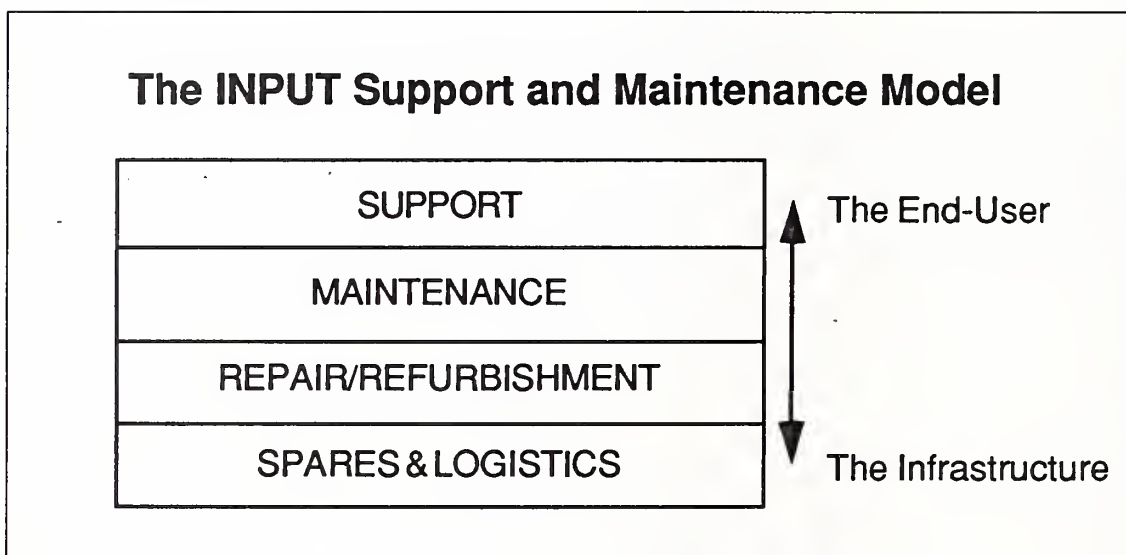 The INPUT Support and Maintenance Model
SUPPORT
The End-User
MAINTENANCE
REPAIR/REFURBISHMENT
SPARES & LOGISTICS
The Infrastructure